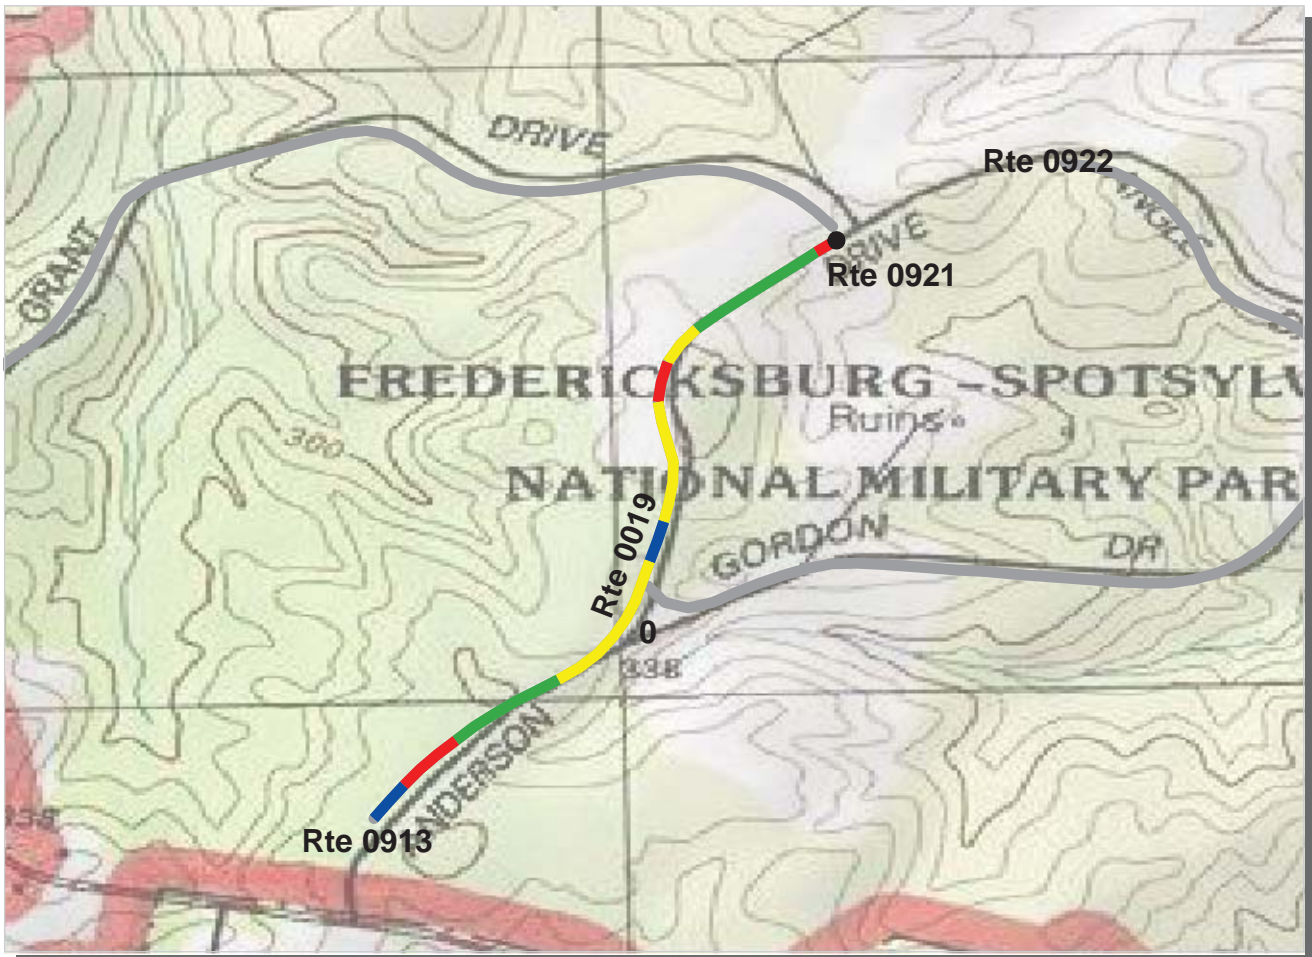 DRIVE
Rte 0922
GRANT
DRIVE
Rte 0921
FREDERICKSBURG - SPOTSYLV
Ruins
300
NATIONAL MILITARY PAR
Rte 0019
GORDON DR
0
338
ANDERSON
Rte 0913